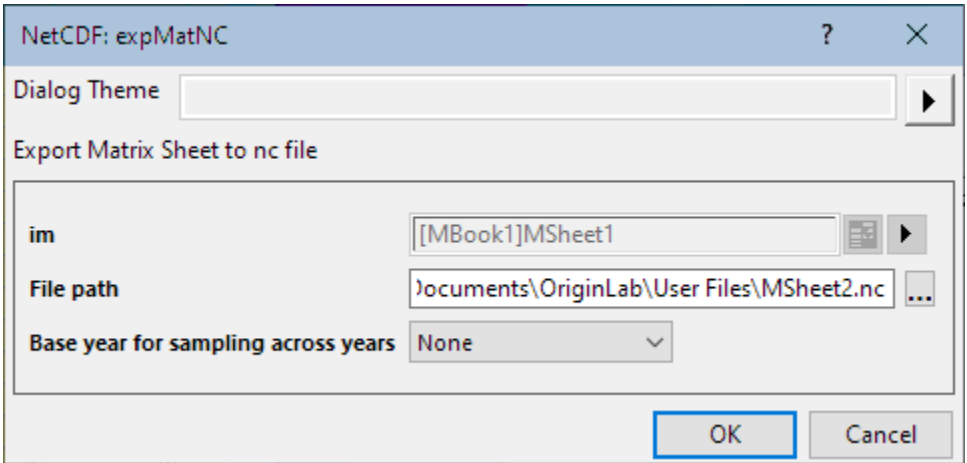 NetCDF: expMatNC ?
Dialog Theme
Export Matrix Sheet to nc file
im [MBook1]MSheet1
File path Documents\OriginLab\User Files\MSheet2.nc ...
Base year for sampling across years None
OK Cancel